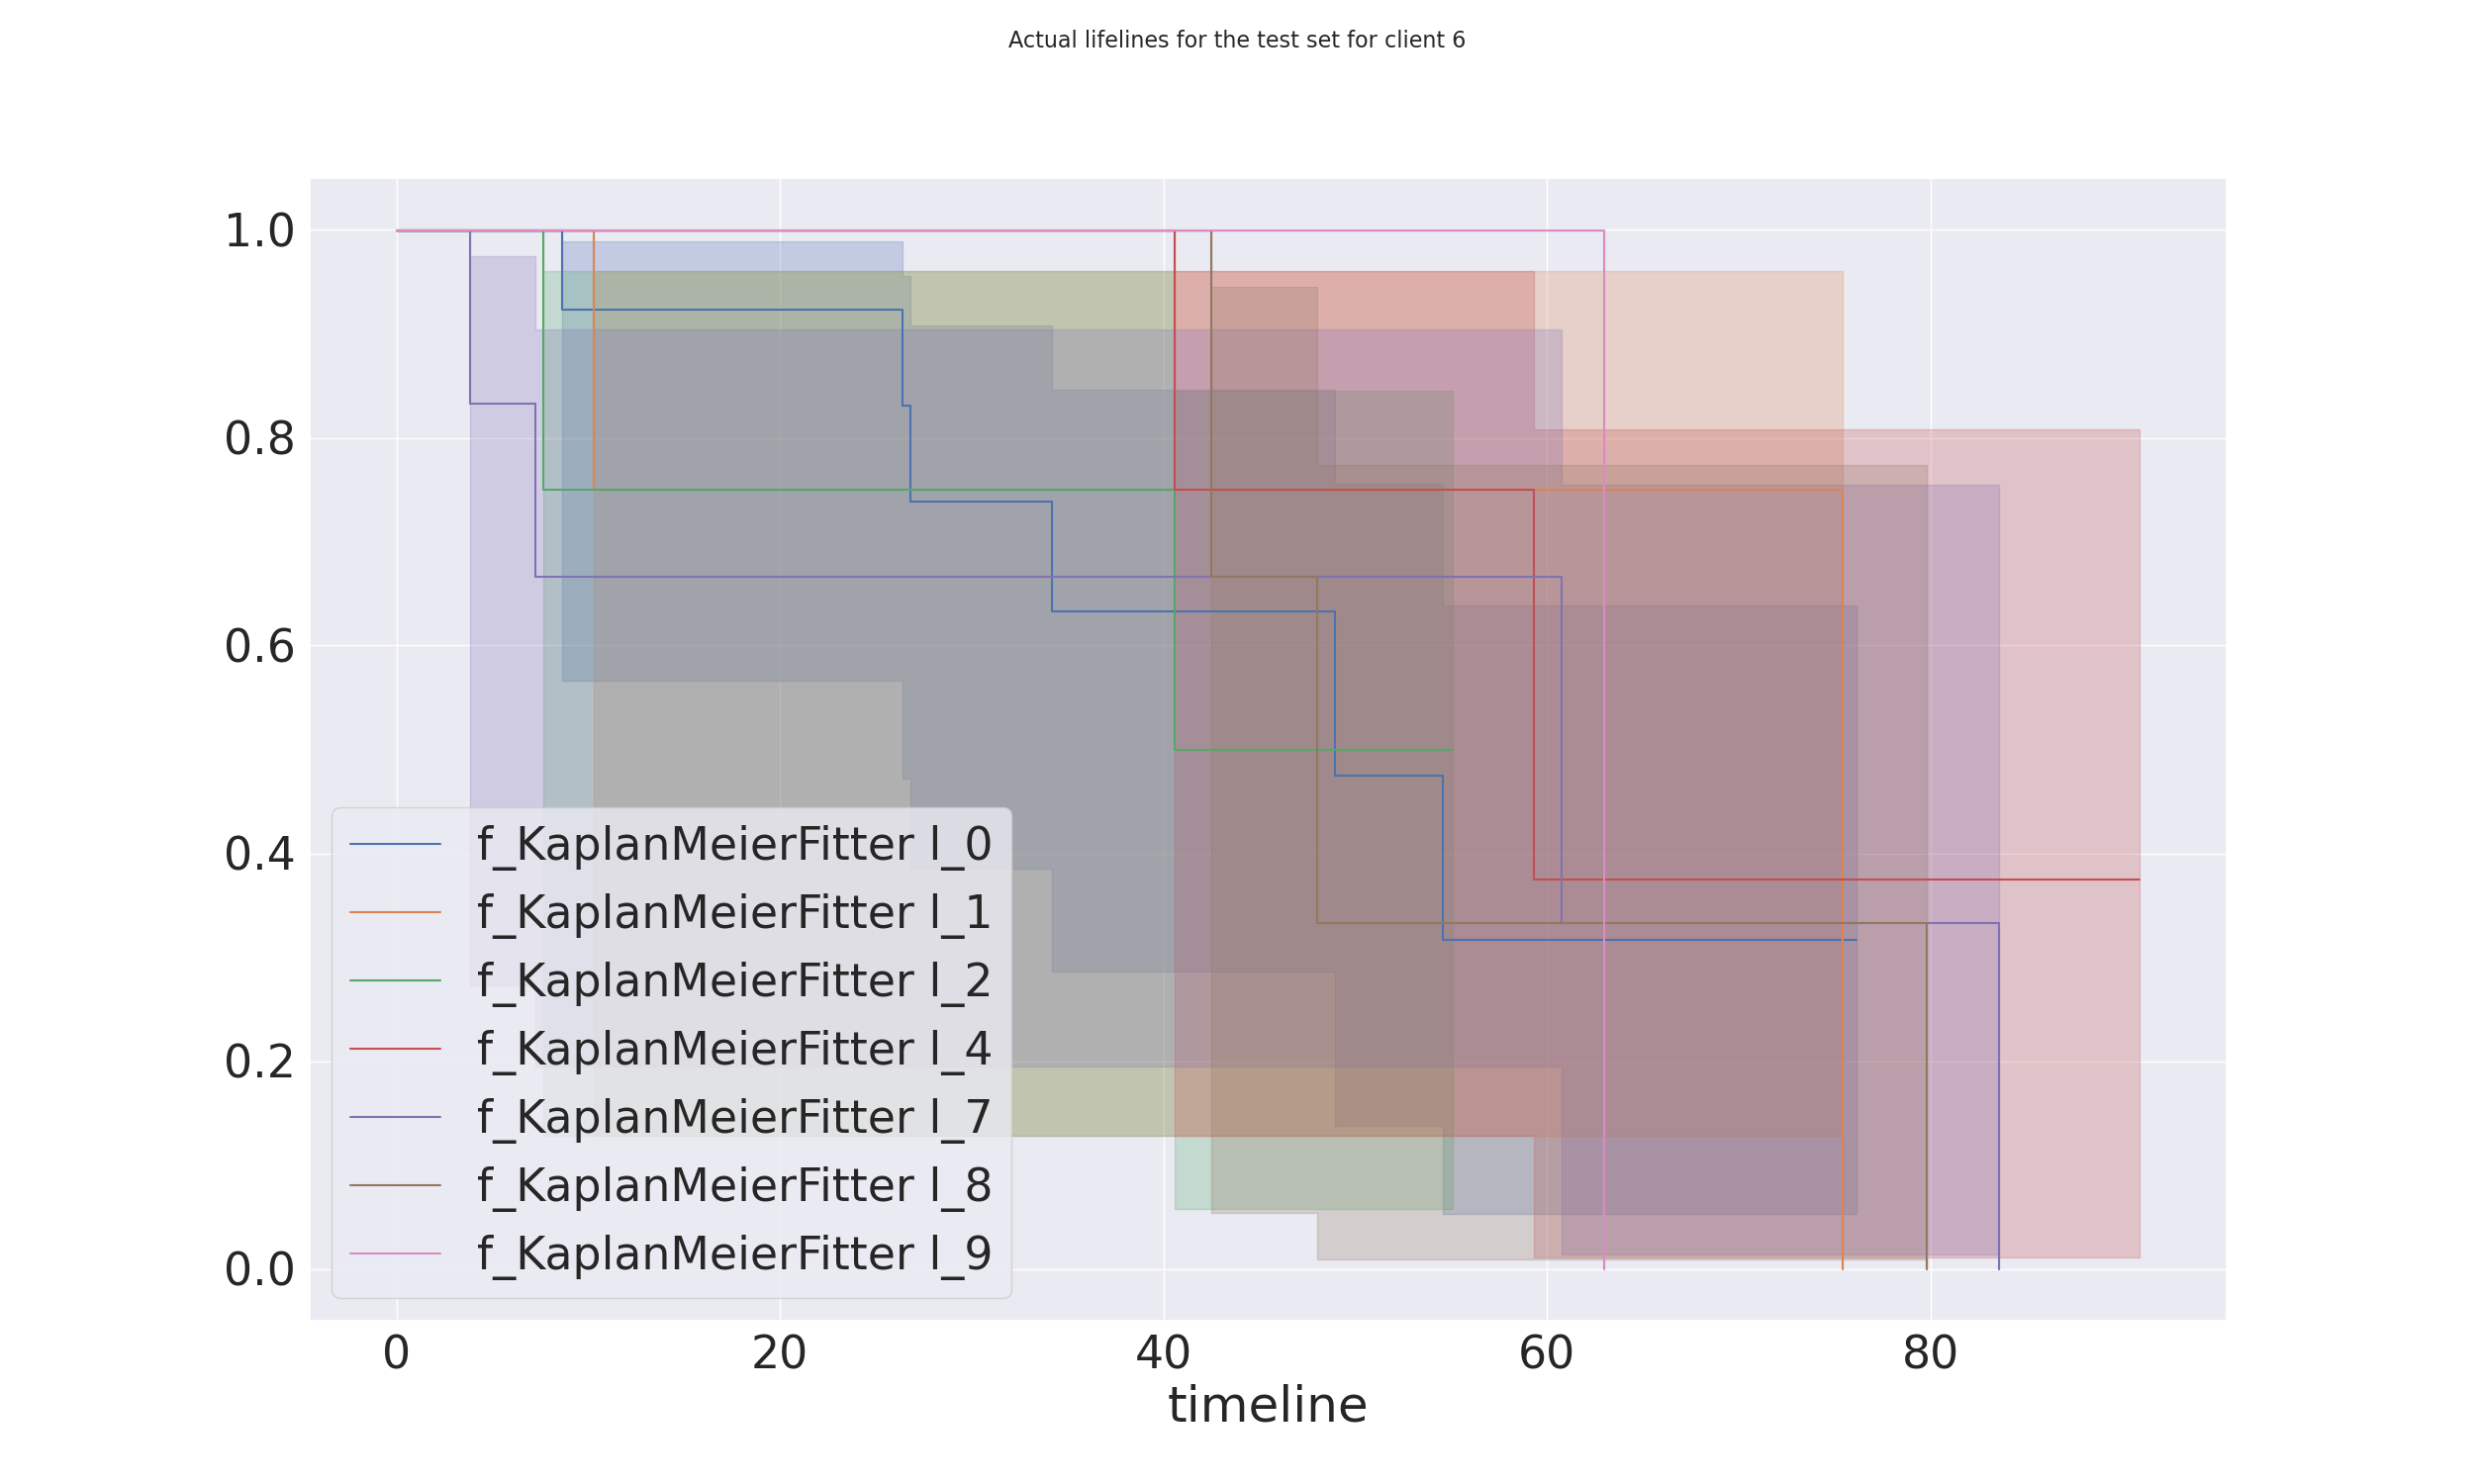 Actual lifelines for the test set for client 6
1.0
0.8
0.6
0.4
0.2
0.0
f_KaplanMeierFitter l_0
f_KaplanMeierFitter l_1
f_KaplanMeierFitter l_2
f_KaplanMeierFitter l_4
f_KaplanMeierFitter l_7
f_KaplanMeierFitter l_8
f_KaplanMeierFitter l_9
0 20 40 60 80
timeline